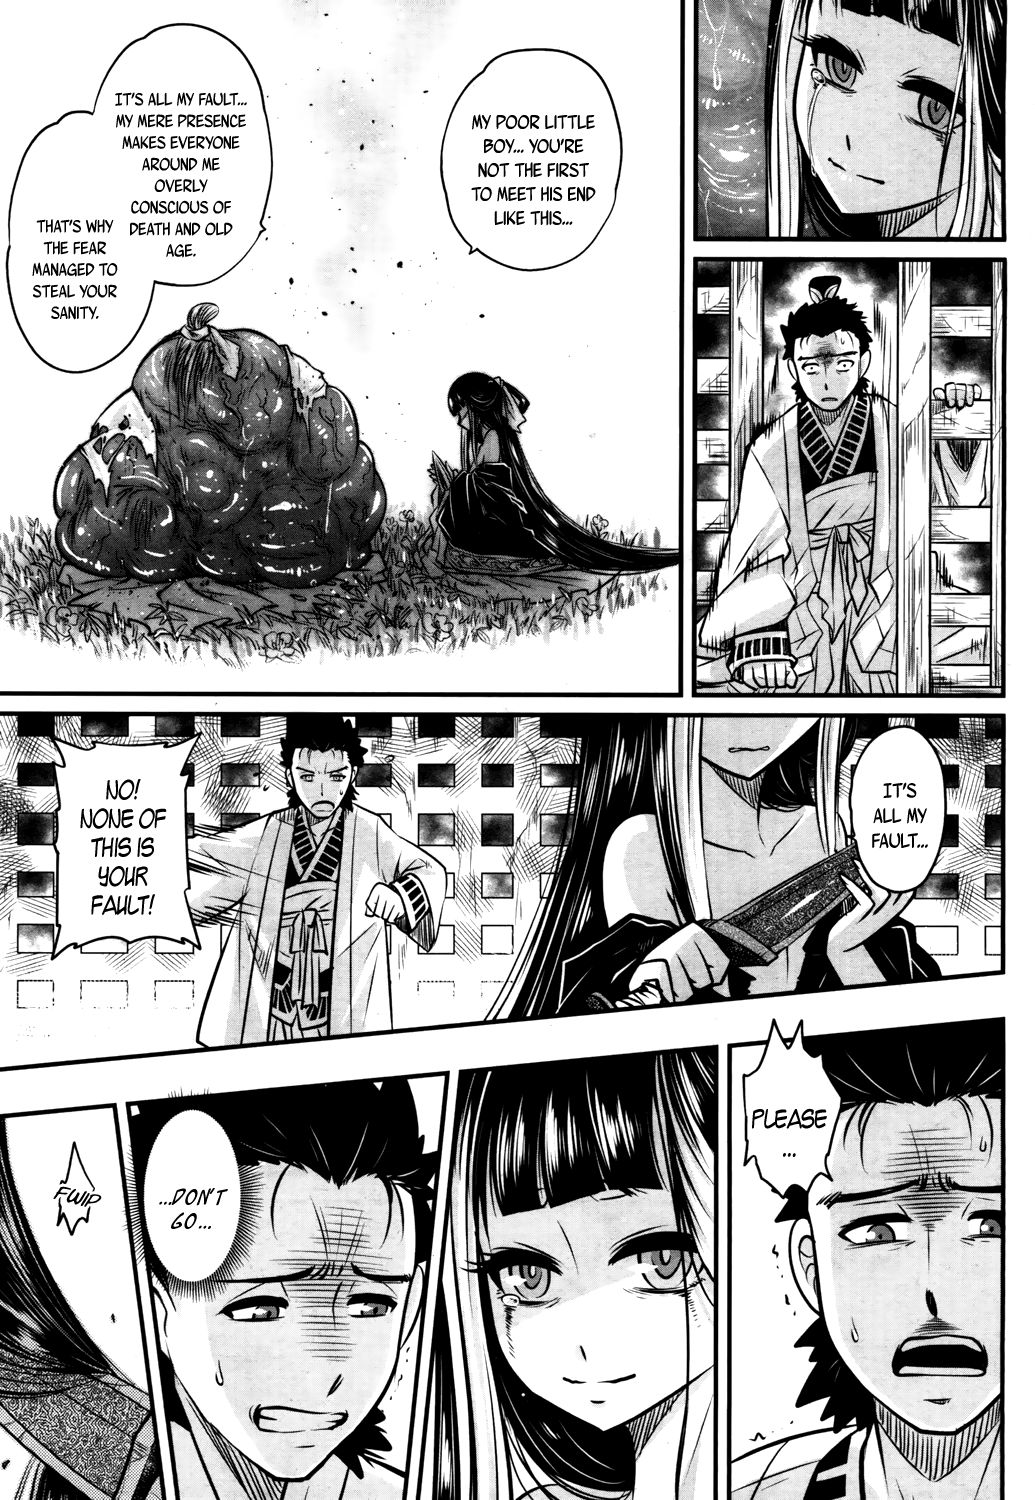 MY POOR LITTLE
BOY... YOU'RE
NOT THE FIRST
TO MEET HIS END
LIKE THIS...
IT'S ALL MY FAULT...
MY MERE PRESENCE
MAKES EVERYONE
AROUND ME
OVERLY
CONSCIOUS OF
DEATH AND OLD
AGE.
THAT'S WHY
THE FEAR
MANAGED TO
STEAL YOUR
SANITY.
IT'S
ALL MY
FAULT...
NO!
NONE OF
THIS IS
YOUR
FAULT!
PLEASE
...
...DON'T
GO...
FWIP